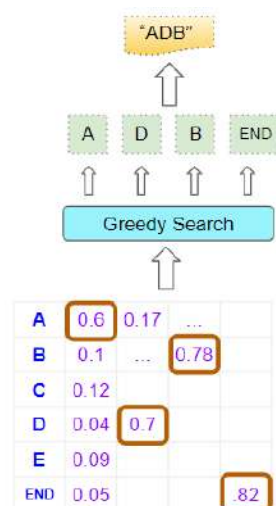 "ADB"
A D B END
Greedy Search
A 0.6 0.17 ...
B 0.1 ... 0.78
C 0.12
D 0.04 0.7
E 0.09
END 0.05 .82